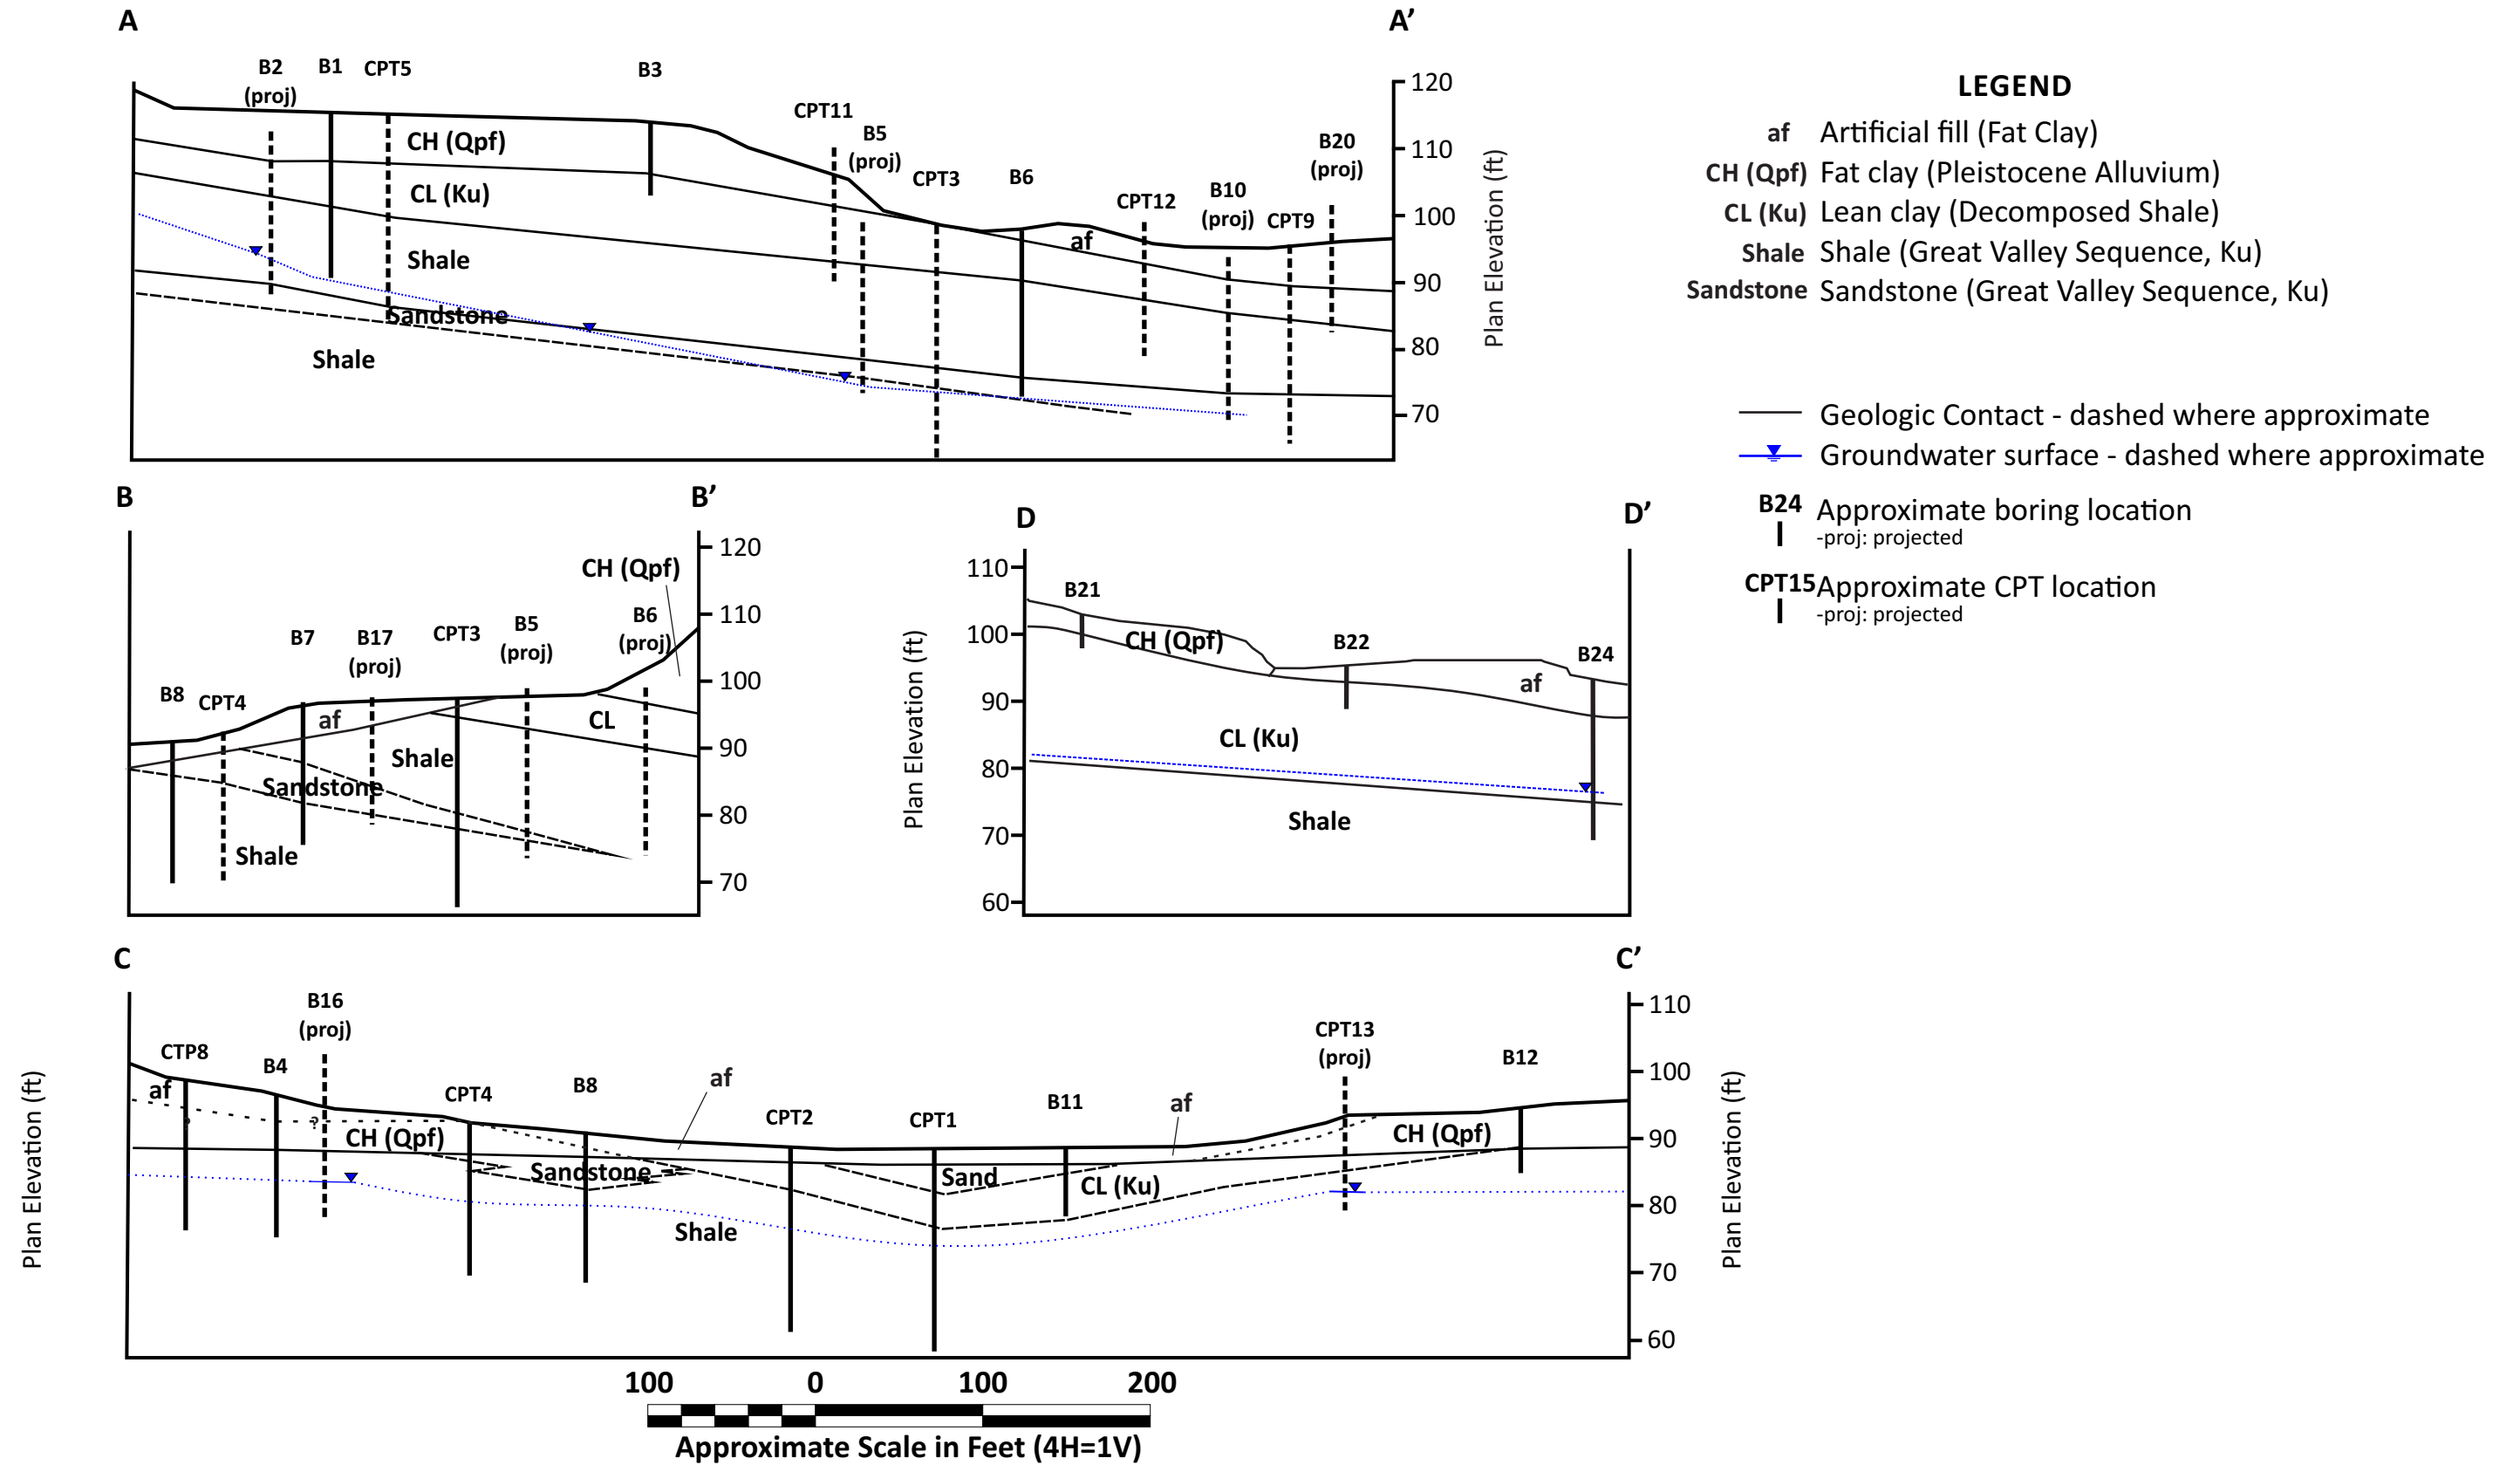 A
A’
B2
(proj)
B1
CPT5
B3
CPT11
B5
(proj)
CPT3
B6
CPT12
B10
(proj)
CPT9
B20
(proj)
CH (Qpf)
CL (Ku)
Shale
Sandstone
Shale
af
120
110
100
90
80
70
Plan Elevation (ft)
LEGEND
af Artificial fill (Fat Clay)
CH (Qpf) Fat clay (Pleistocene Alluvium)
CL (Ku) Lean clay (Decomposed Shale)
Shale Shale (Great Valley Sequence, Ku)
Sandstone Sandstone (Great Valley Sequence, Ku)
Geologic Contact - dashed where approximate
Groundwater surface - dashed where approximate
B24 Approximate boring location
-proj: projected
CPT15 Approximate CPT location
-proj: projected
B
B’
B8
CPT4
B7
B17
(proj)
CPT3
B5
(proj)
B6
(proj)
CH (Qpf)
af
CL
Shale
Sandstone
Shale
120
110
100
90
80
70
D
D’
Plan Elevation (ft)
110
100
90
80
70
60
B21
B22
B24
CH (Qpf)
af
CL (Ku)
Shale
C
C’
Plan Elevation (ft)
CTP8
B4
B16
(proj)
CPT4
B8
af
CPT2
CPT1
B11
af
CPT13
(proj)
B12
af
?
?
CH (Qpf)
Sandstone
Sand
CL (Ku)
CH (Qpf)
Shale
110
100
90
80
70
60
Plan Elevation (ft)
100 0 100 200
Approximate Scale in Feet (4H=1V)